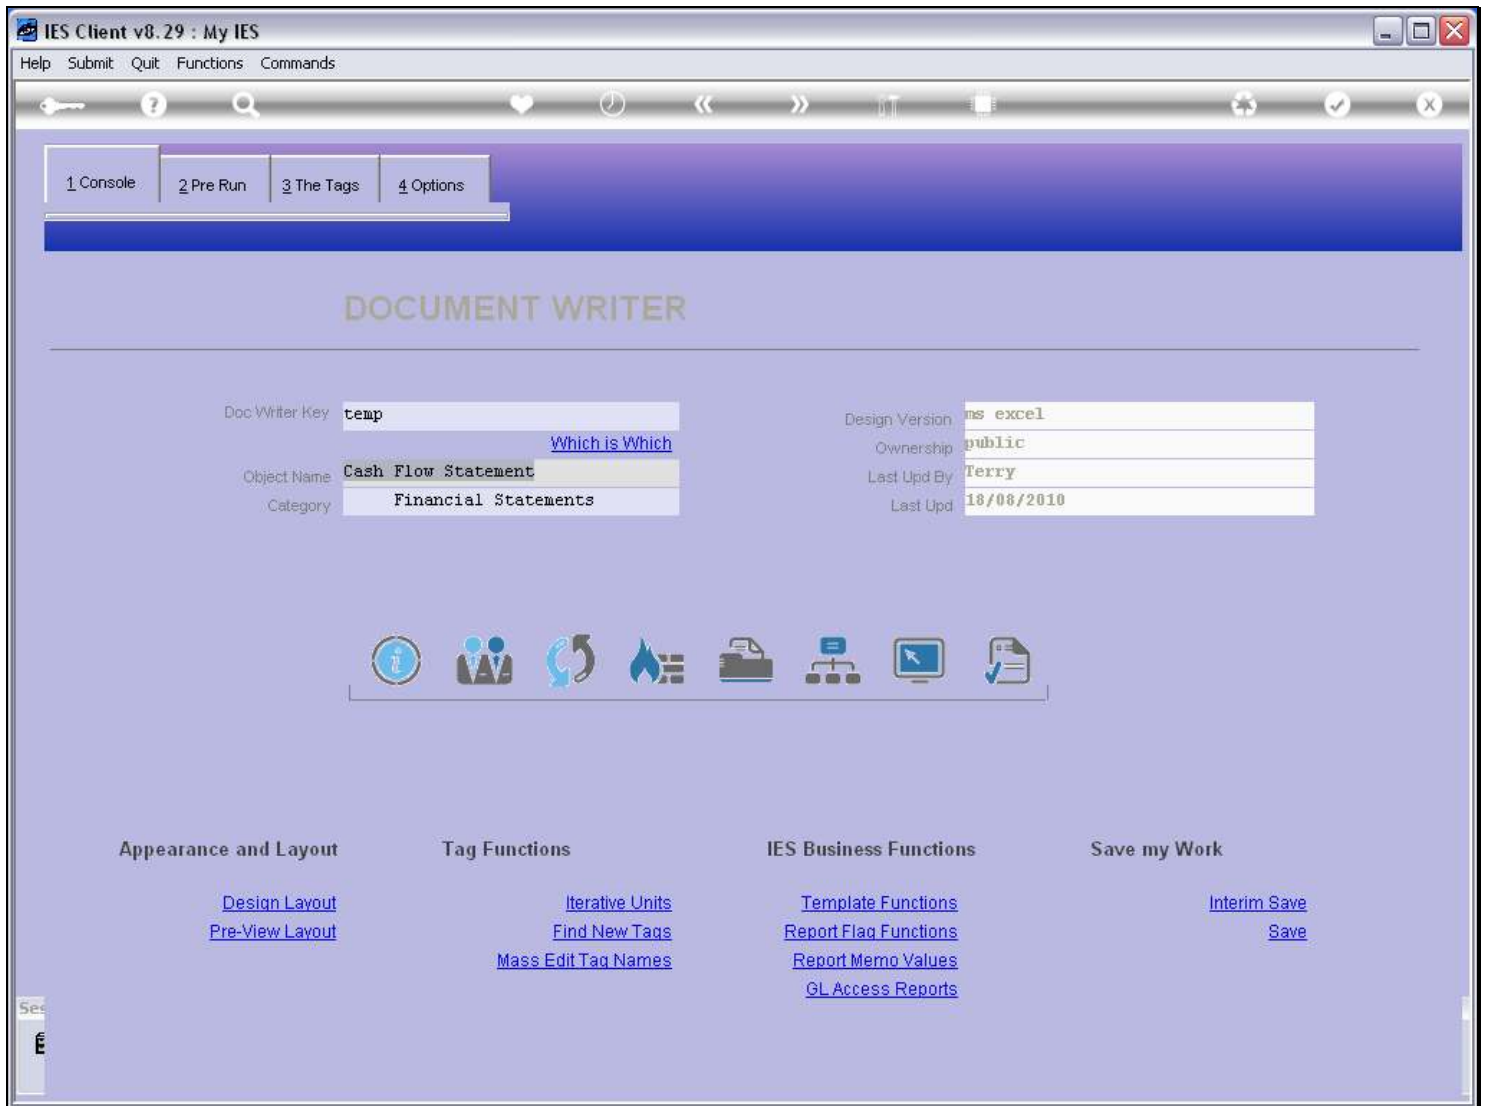 IES Client v8.29 : My IES
Help Submit Quit Functions Commands
1 Console
2 Pre Run
3 The Tags
4 Options
DOCUMENT WRITER
Doc Writer Key temp
Which is Which
Object Name Cash Flow Statement
Category Financial Statements
Design Version ms excel
Ownership public
Last Upd By Terry
Last Upd 18/08/2010
Appearance and Layout
Design Layout
Pre-View Layout
Tag Functions
Iterative Units
Find New Tags
Mass Edit Tag Names
IES Business Functions
Template Functions
Report Flag Functions
Report Memo Values
GL Access Reports
Save my Work
Interim Save
Save
Ses